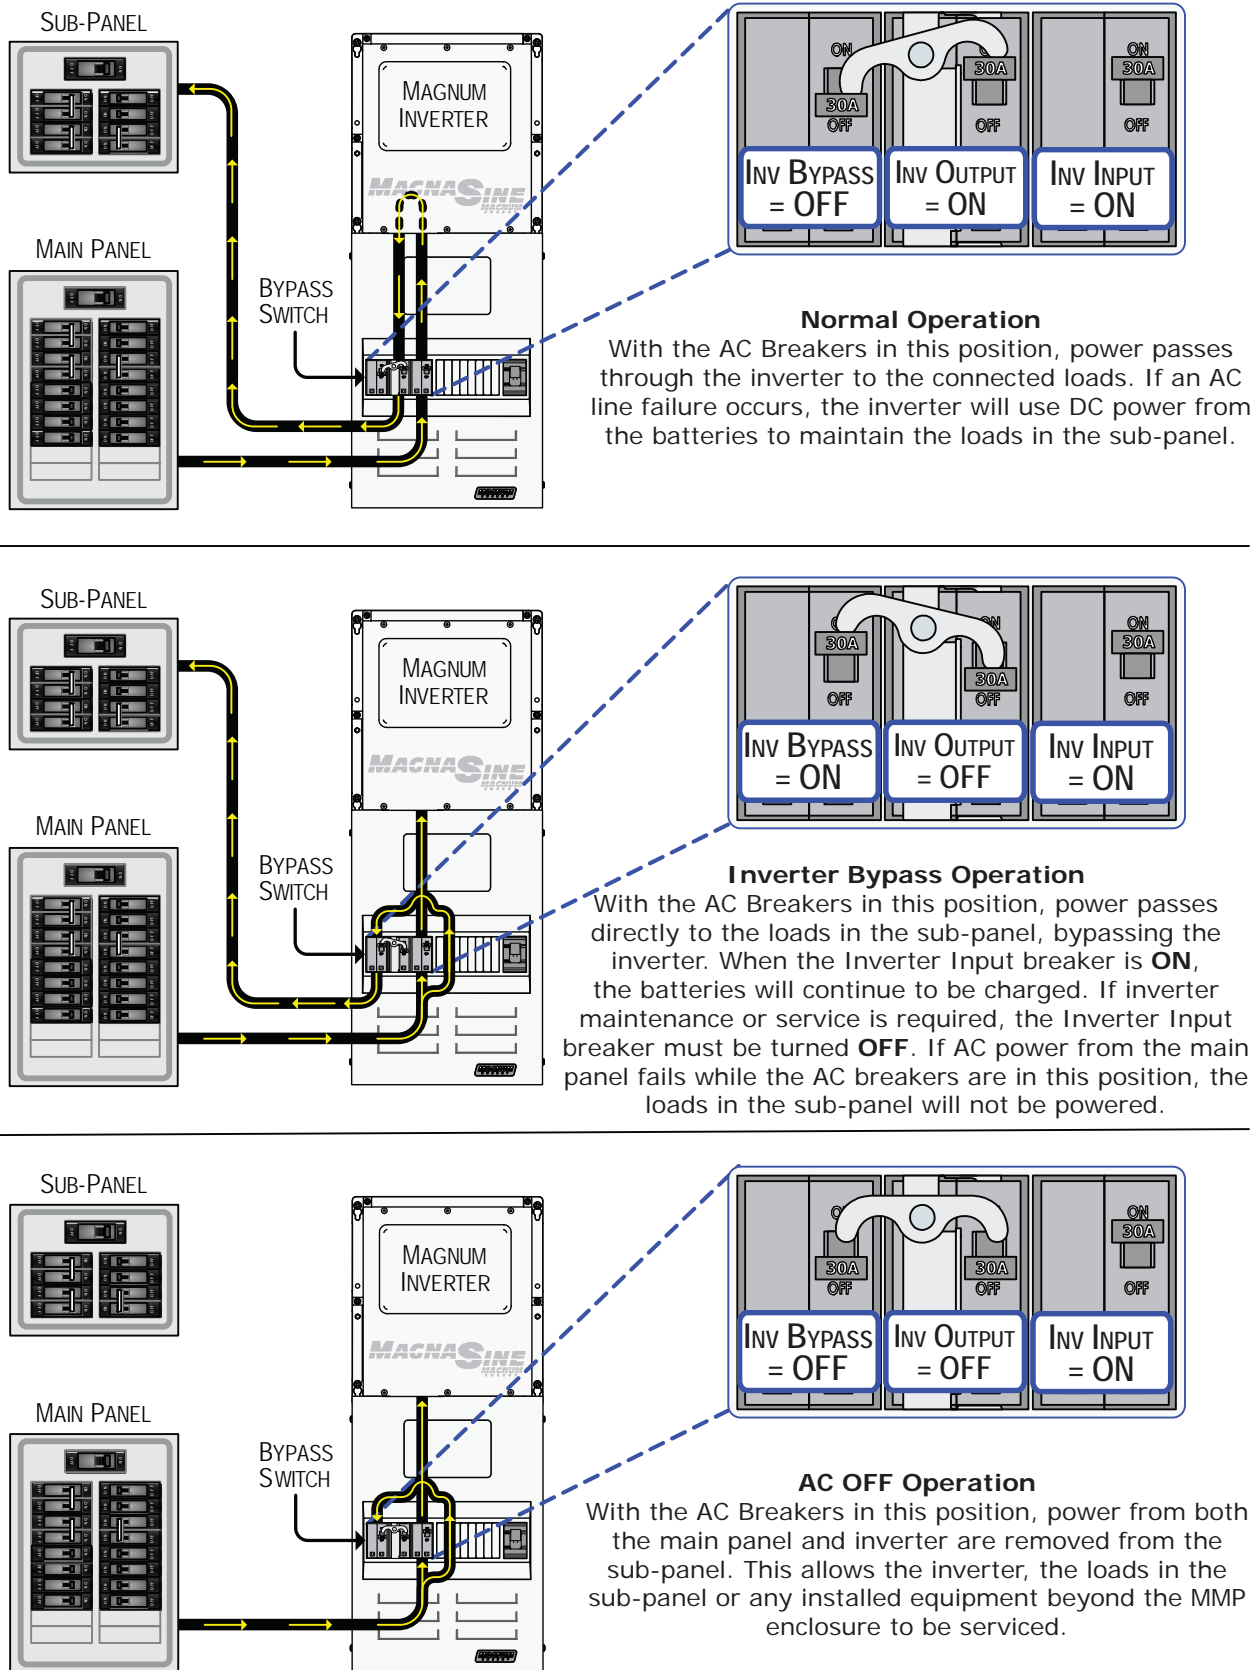 SUB-PANEL
MAGNUM
INVERTER
MAGNASINE
MAGNUM
MAIN PANEL
BYPASS
SWITCH
ON
30A
OFF
30A
OFF
ON
30A
OFF
INV BYPASS
= OFF
INV OUTPUT
= ON
INV INPUT
= ON
Normal Operation
With the AC Breakers in this position, power passes
through the inverter to the connected loads. If an AC
line failure occurs, the inverter will use DC power from
the batteries to maintain the loads in the sub-panel.
SUB-PANEL
MAGNUM
INVERTER
MAGNASINE
MAGNUM
MAIN PANEL
BYPASS
SWITCH
30A
OFF
30A
OFF
ON
30A
OFF
INV BYPASS
= ON
INV OUTPUT
= OFF
INV INPUT
= ON
Inverter Bypass Operation
With the AC Breakers in this position, power passes
directly to the loads in the sub-panel, bypassing the
inverter. When the Inverter Input breaker is ON,
the batteries will continue to be charged. If inverter
maintenance or service is required, the Inverter Input
breaker must be turned OFF. If AC power from the main
panel fails while the AC breakers are in this position, the
loads in the sub-panel will not be powered.
SUB-PANEL
MAGNUM
INVERTER
MAGNASINE
MAGNUM
MAIN PANEL
BYPASS
SWITCH
30A
OFF
30A
OFF
ON
30A
OFF
INV BYPASS
= OFF
INV OUTPUT
= OFF
INV INPUT
= ON
AC OFF Operation
With the AC Breakers in this position, power from both
the main panel and inverter are removed from the
sub-panel. This allows the inverter, the loads in the
sub-panel or any installed equipment beyond the MMP
enclosure to be serviced.